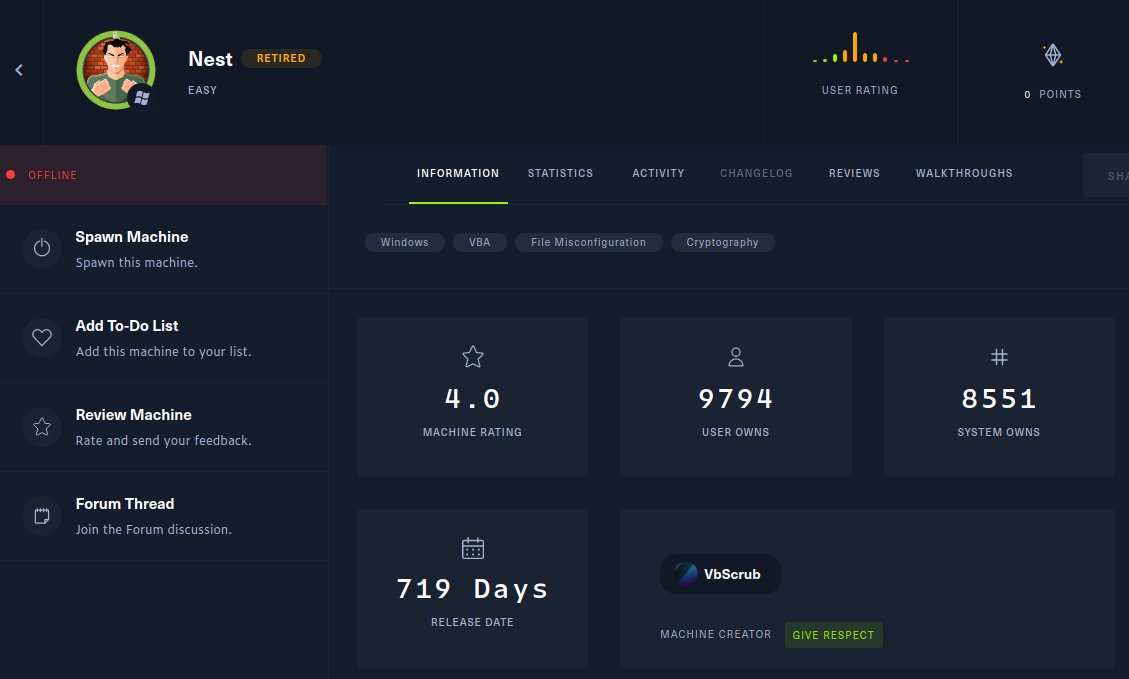 Nest RETIRED
EASY
USER RATING
0 POINTS
OFFLINE
INFORMATION STATISTICS ACTIVITY CHANGELOG REVIEWS WALKTHROUGHS SHA
Spawn Machine
Spawn this machine.
Windows VBA File Misconfiguration Cryptography
Add To-Do List
Add this machine to your list.
Review Machine
Rate and send your feedback.
Forum Thread
Join the Forum discussion.
4.0
MACHINE RATING
9794
USER OWNS
8551
SYSTEM OWNS
719 Days
RELEASE DATE
VbScrub
MACHINE CREATOR GIVE RESPECT